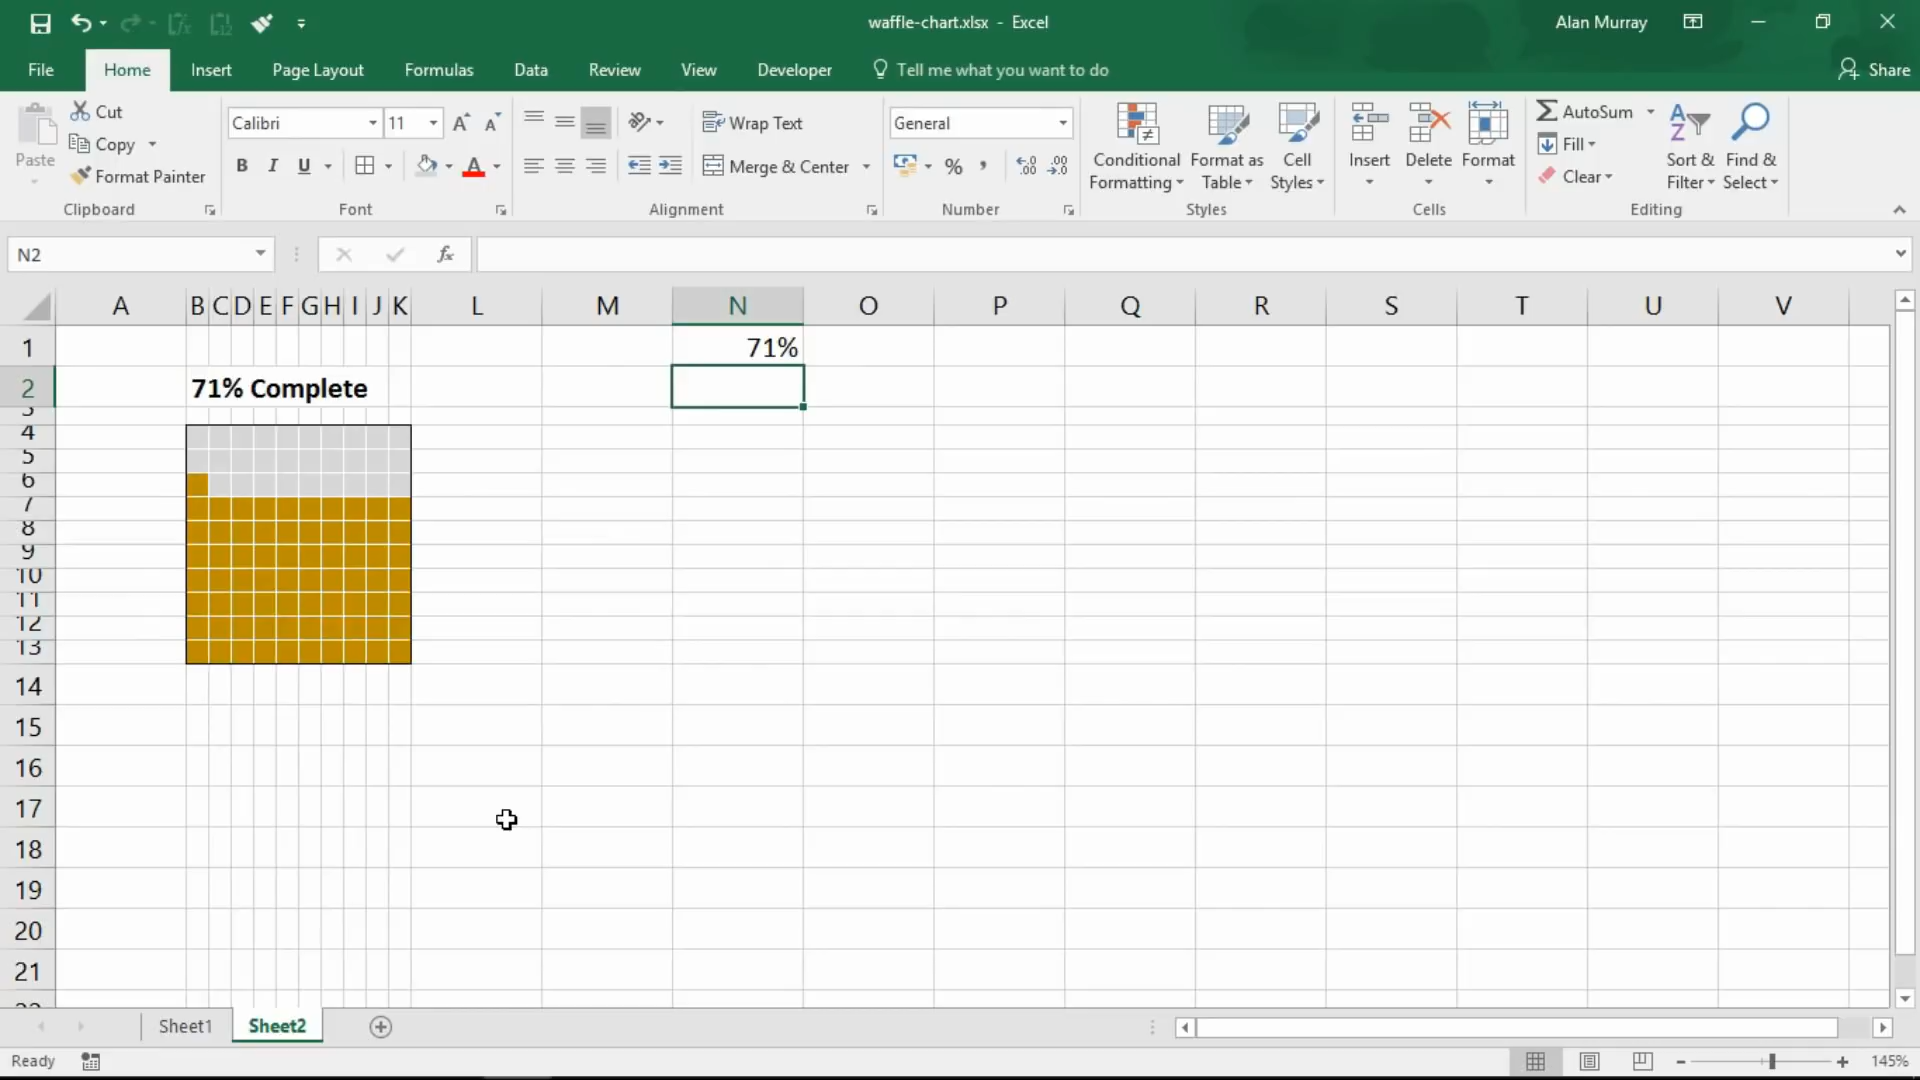 waffle-chart.xlsx - Excel
Alan Murray
File Home Insert Page Layout Formulas Data Review View Developer Tell me what you want to do Share
Paste
Cut
Copy
Format Painter
Clipboard
Calibri 11
B I U
Font
Wrap Text
Merge & Center
Alignment
General
%
Number
Conditional Formatting
Format as Table
Cell Styles
Styles
Insert
Delete
Format
Cells
AutoSum
Fill
Clear
Sort & Filter
Find & Select
Editing
N2
fx
A B C D E F G H I J K L M N O P Q R S T U V
1 71%
2 71% Complete
3
4
5
6
7
8
9
10
11
12
13
14
15
16
17
18
19
20
21
22
Sheet1 Sheet2
Ready
145%